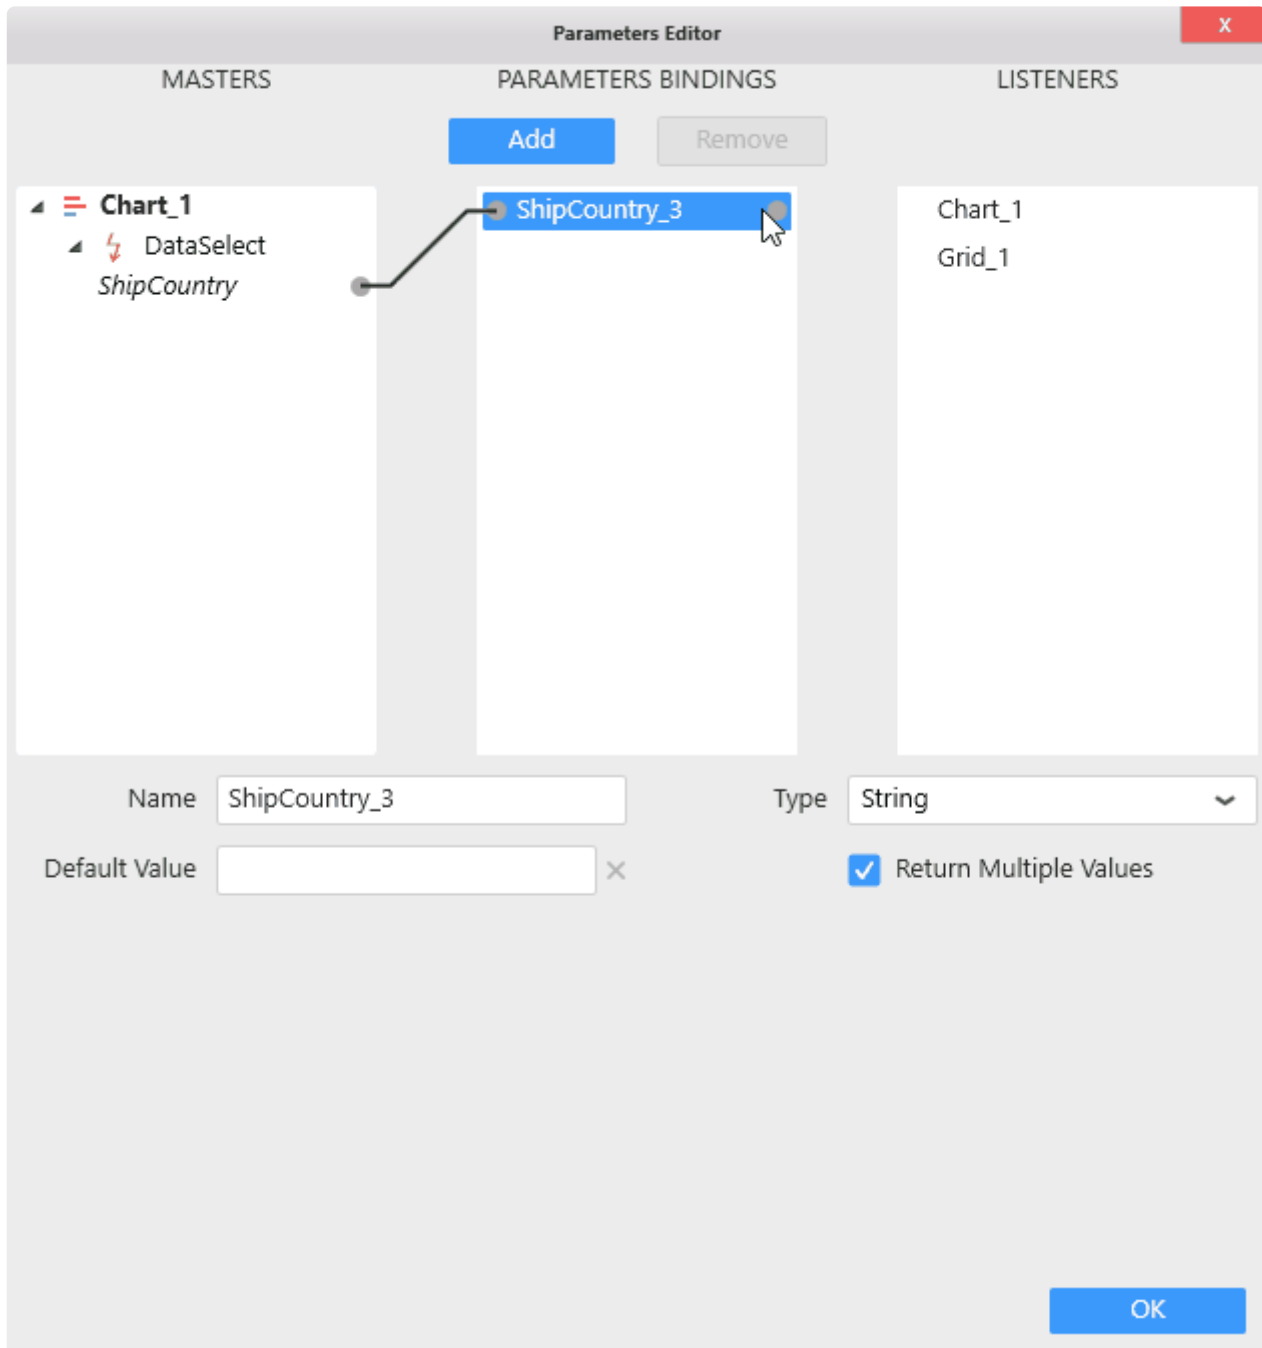 Parameters Editor
X
MASTERS
PARAMETERS BINDINGS
LISTENERS
Add
Remove
Chart_1
DataSelect
ShipCountry
ShipCountry_3
Chart_1
Grid_1
Name
ShipCountry_3
Type
String
Default Value
Return Multiple Values
OK